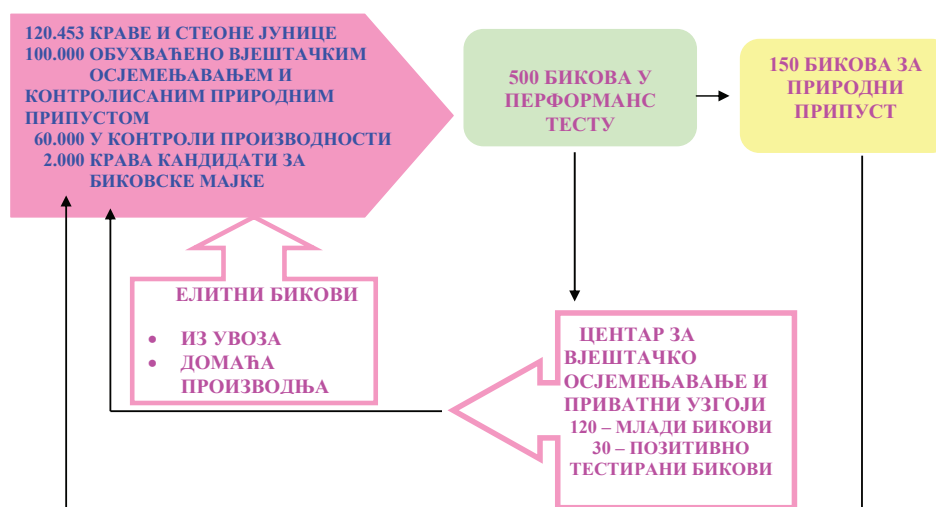 120.453 КРАВЕ И СТЕОНЕ ЈУНИЦЕ
100.000 ОБУХВАЋЕНО ВЈЕШТАЧКИМ
ОСЈЕМЕЊАВАЊЕМ И
КОНТРОЛИСАНИМ ПРИРОДНИМ
ПРИПУСТОМ
60.000 У КОНТРОЛИ ПРОИЗВОДНОСТИ
2.000 КРАВА КАНДИДАТИ ЗА
БИКОВСКЕ МАЈКЕ
500 БИКОВА У
ПЕРФОРМАНС
ТЕСТУ
150 БИКОВА ЗА
ПРИРОДНИ
ПРИПУСТ
ЕЛИТНИ БИКОВИ
• ИЗ УВОЗА
• ДОМАЋА
ПРОИЗВОДЊА
ЦЕНТАР ЗА
ВЈЕШТАЧКО
ОСЈЕМЕЊАВАЊЕ И
ПРИВАТНИ УЗГОЈИ
120 – МЛАДИ БИКОВИ
30 – ПОЗИТИВНО
ТЕСТИРАНИ БИКОВИ